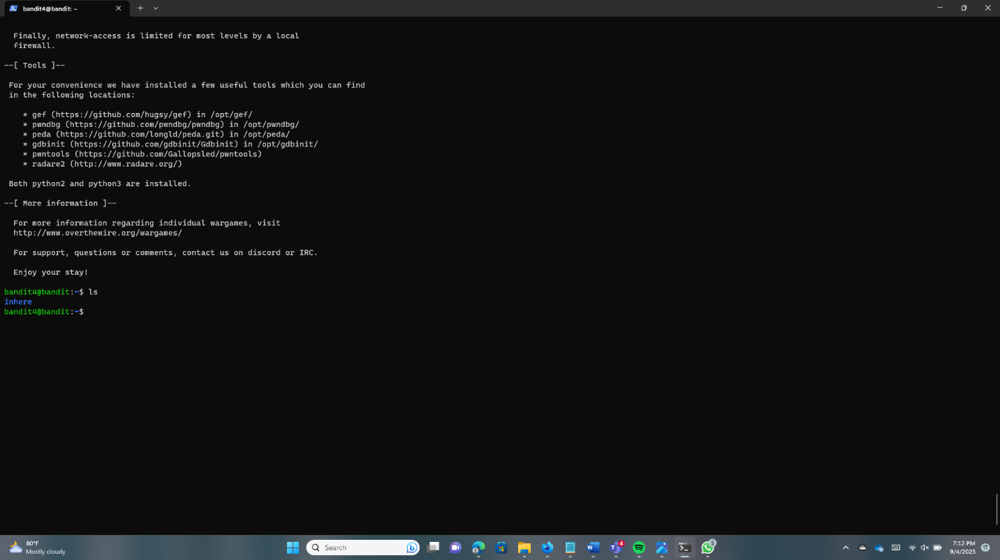 bandit4@bandit: ~
Finally, network-access is limited for most levels by a local
firewall.
--[ Tools ]--
For your convenience we have installed a few useful tools which you can find
in the following locations:
* gef (https://github.com/hugsy/gef) in /opt/gef/
* pwndbg (https://github.com/pwndbg/pwndbg) in /opt/pwndbg/
* peda (https://github.com/longld/peda.git) in /opt/peda/
* gdbinit (https://github.com/gdbinit/Gdbinit) in /opt/gdbinit/
* pwntools (https://github.com/Gallopsled/pwntools)
* radare2 (http://www.radare.org/)
Both python2 and python3 are installed.
--[ More information ]--
For more information regarding individual wargames, visit
http://www.overthewire.org/wargames/
For support, questions or comments, contact us on discord or IRC.
Enjoy your stay!
bandit4@bandit:~$ ls
inhere
bandit4@bandit:~$
80°F
Mostly cloudy
Search
W
4
5
7:12 PM
9/4/2023
17